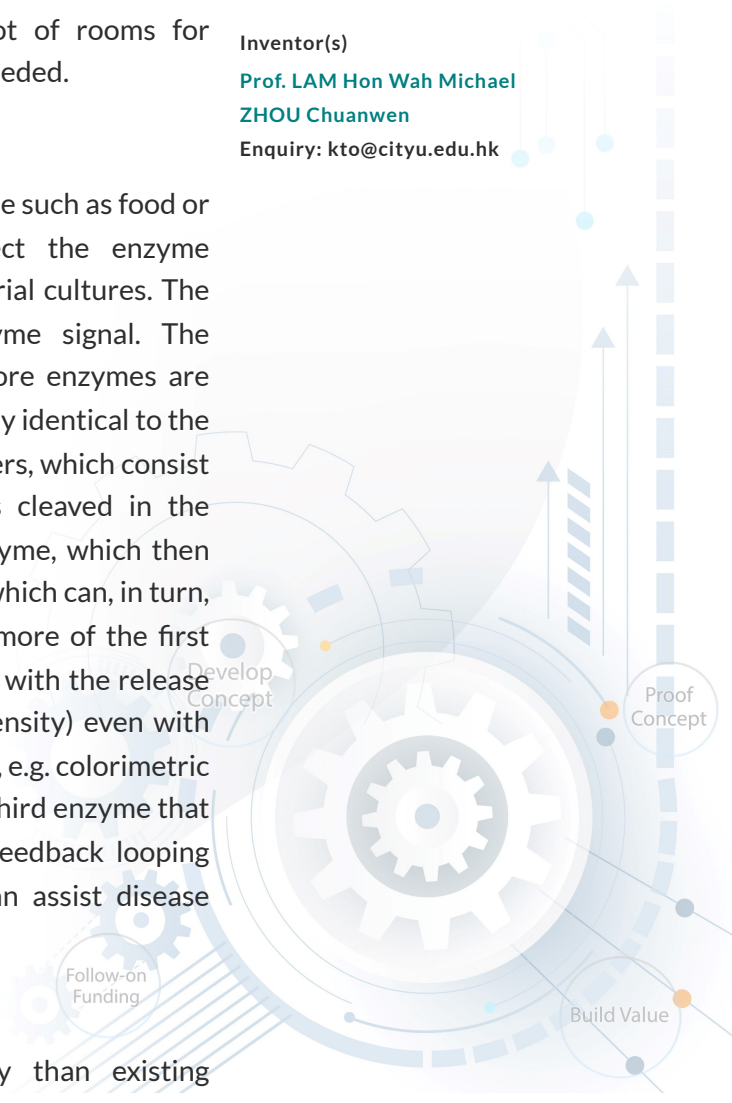 ot of rooms for
eded.
e such as food or
ect the enzyme
rial cultures. The
yme signal. The
ore enzymes are
y identical to the
ers, which consist
s cleaved in the
yme, which then
which can, in turn,
more of the first
with the release
ensity) even with
, e.g. colorimetric
hird enzyme that
eedback looping
an assist disease
y than existing
Inventor(s)
Prof. LAM Hon Wah Michael
ZHOU Chuanwen
Enquiry: kto@cityu.edu.hk
Develop
Concept
Proof
Concept
Follow-on
Funding
Build Value